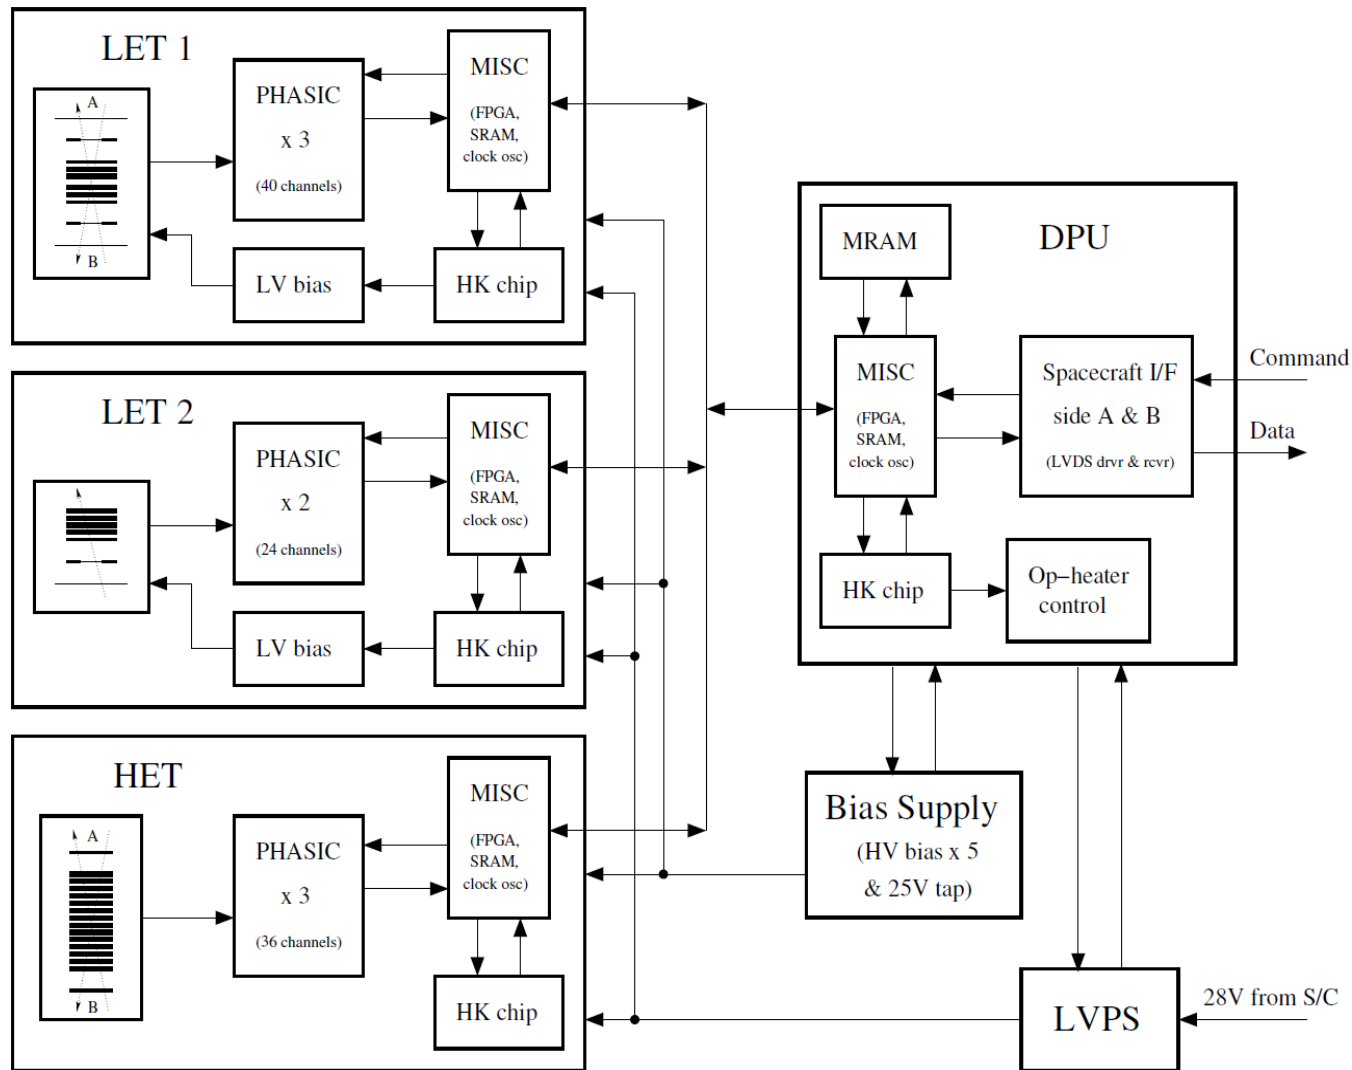 LET 1
A
B
PHASIC
x 3
(40 channels)
MISC
(FPGA,
SRAM,
clock osc)
LV bias
HK chip
LET 2
PHASIC
x 2
(24 channels)
MISC
(FPGA,
SRAM,
clock osc)
LV bias
HK chip
HET
A
B
PHASIC
x 3
(36 channels)
MISC
(FPGA,
SRAM,
clock osc)
HK chip
DPU
MRAM
MISC
(FPGA,
SRAM,
clock osc)
Spacecraft I/F
side A & B
(LVDS drvr & rcvr)
Command
Data
HK chip
Op−heater
control
Bias Supply
(HV bias x 5
& 25V tap)
LVPS
28V from S/C